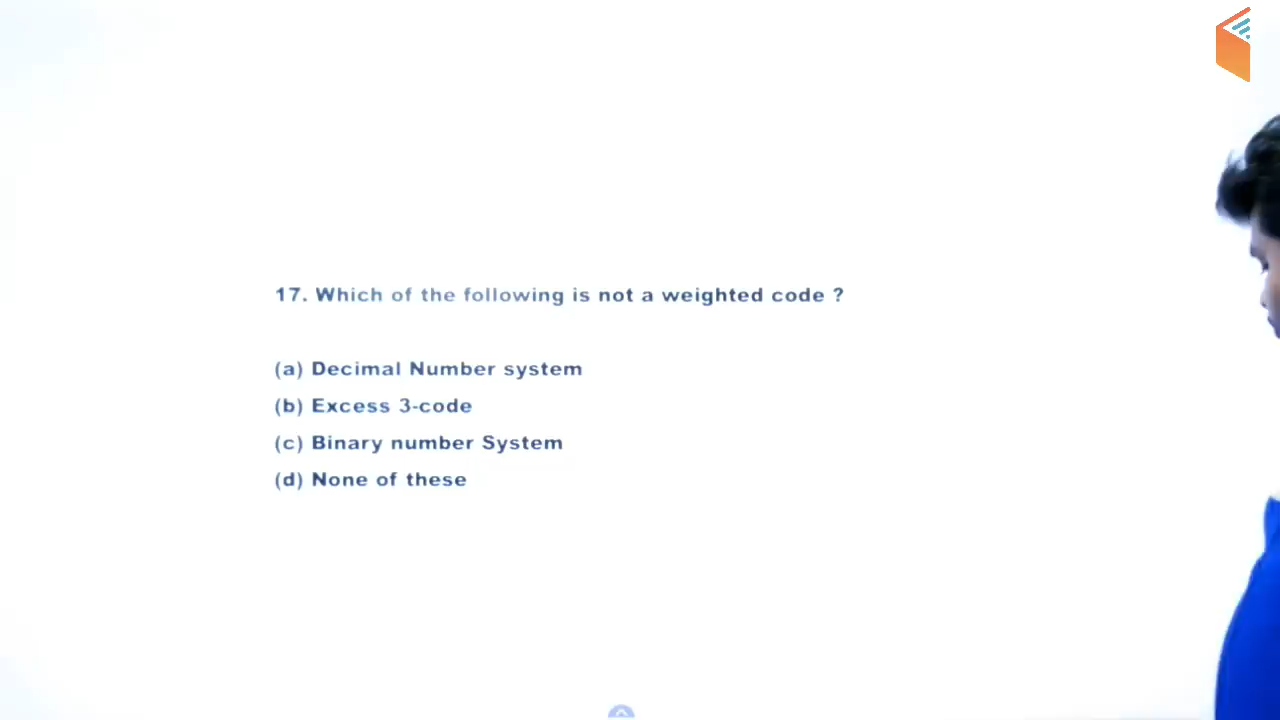 17. Which of the following is not a weighted code ?
(a) Decimal Number system
(b) Excess 3-code
(c) Binary number System
(d) None of these